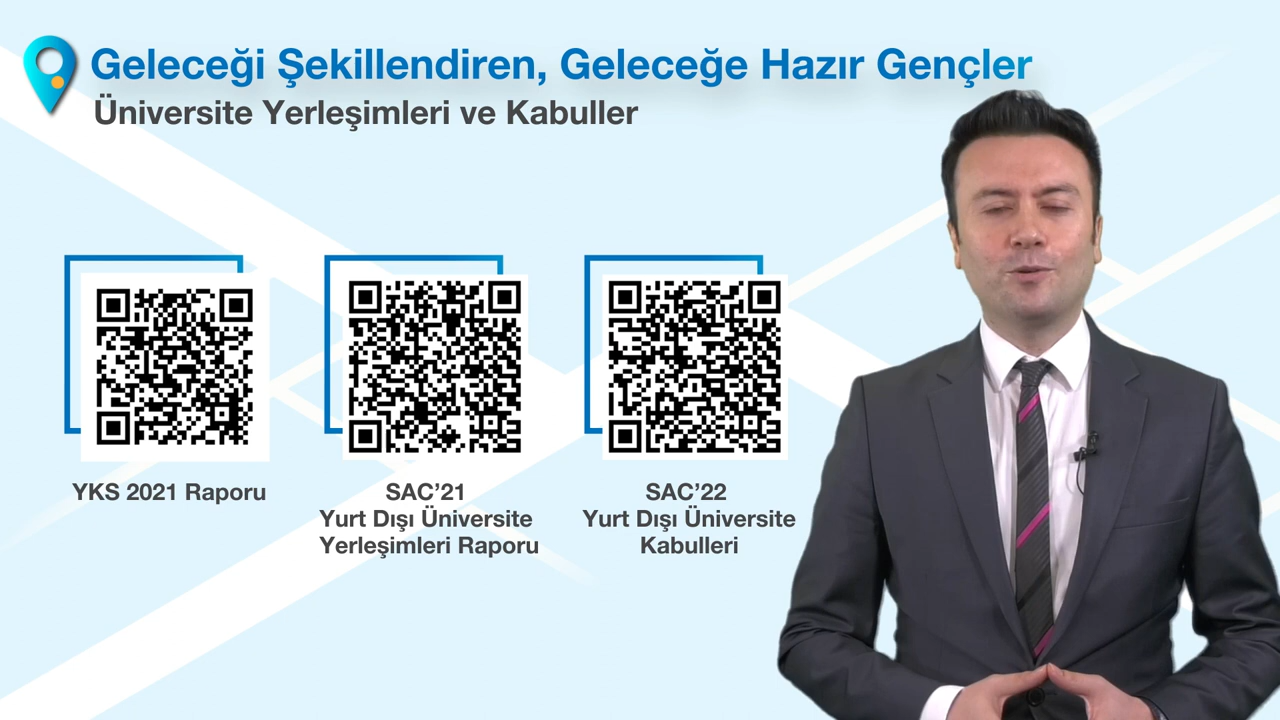 Geleceği Şekillendiren, Geleceğe Hazır Gençler
Üniversite Yerleşimleri ve Kabuller
YKS 2021 Raporu
SAC’21
Yurt Dışı Üniversite
Yerleşimleri Raporu
SAC’22
Yurt Dışı Üniversite
Kabulleri